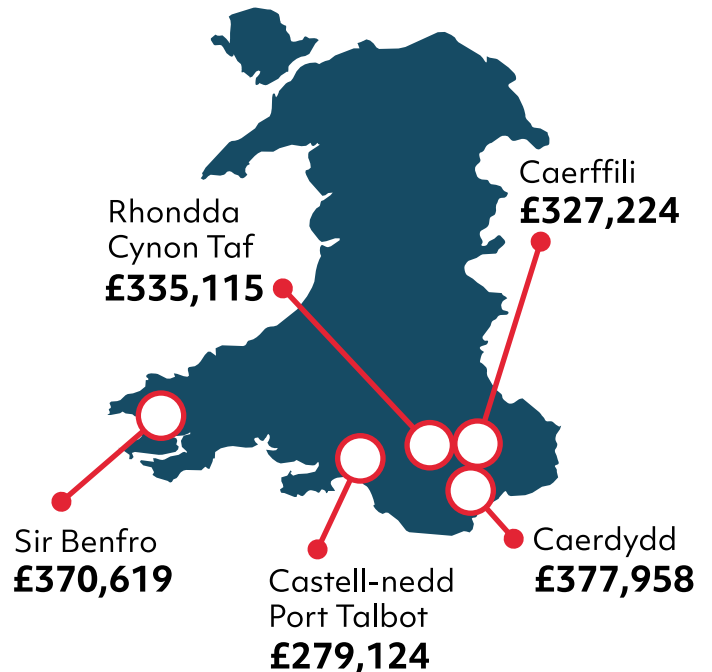 Caerffili
£327,224
Rhondda
Cynon Taf
£335,115
Sir Benfro
£370,619
Castell-nedd
Port Talbot
£279,124
Caerdydd
£377,958